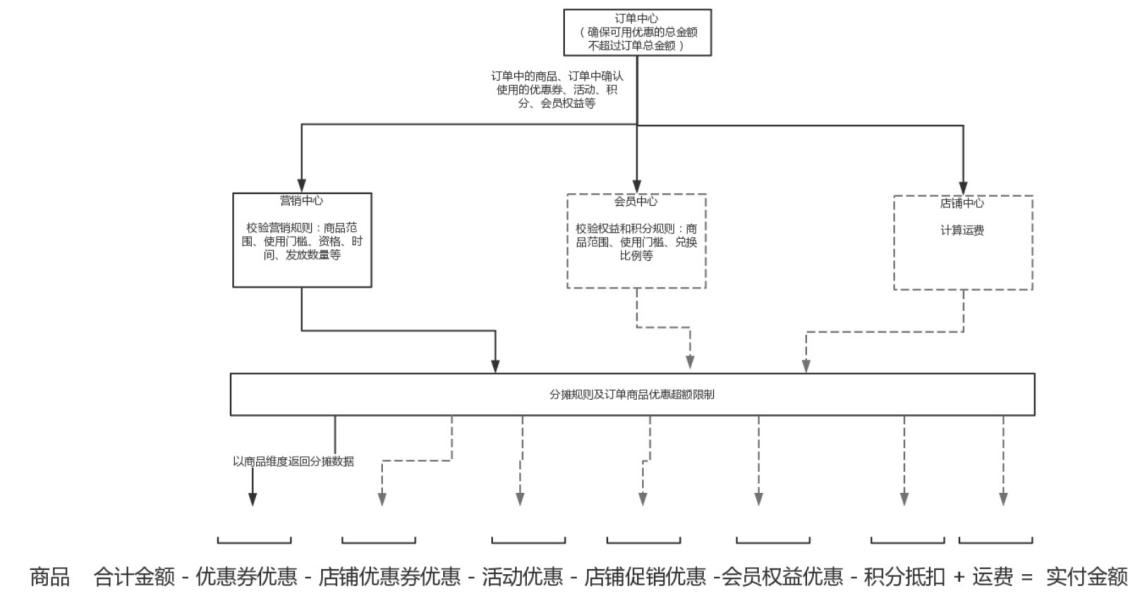 订单中心
（确保可用优惠的总金额
不超过订单总金额）
订单中的商品、订单中确认
使用的优惠券、活动、积
分、会员权益等
营销中心
校验营销规则：商品范
围、使用门槛、资格、时
间、发放数量等
会员中心
校验权益和积分规则：商
品范围、使用门槛、兑换
比例等
店铺中心
计算运费
分摊规则及订单商品优惠超额限制
以商品维度返回分摊数据
商品 合计金额 - 优惠券优惠 - 店铺优惠券优惠 - 活动优惠 - 店铺促销优惠 -会员权益优惠 - 积分抵扣 + 运费 = 实付金额